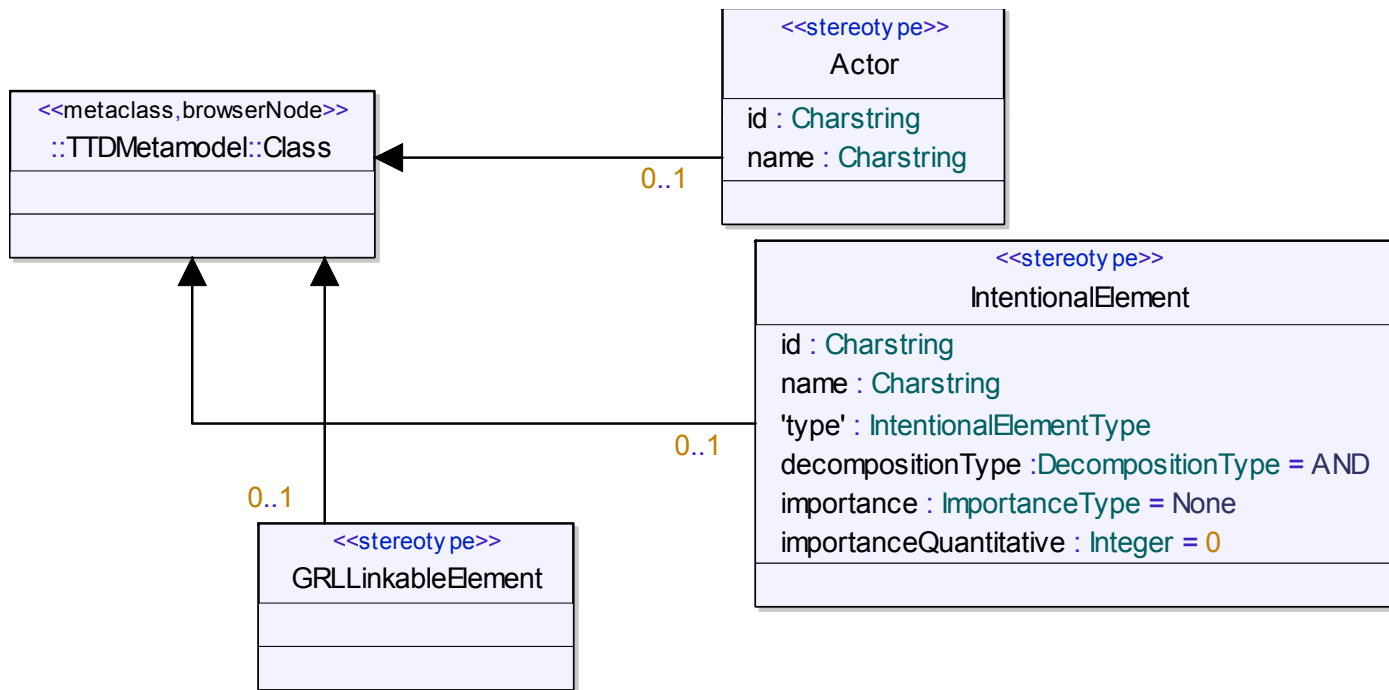 <<stereotype>>
Actor
id : Charstring
name : Charstring
<<metaclass,browserNode>>
::TTDMetamodel::Class
0..1
<<stereotype>>
IntentionalElement
id : Charstring
name : Charstring
'type' : IntentionalElementType
decompositionType :DecompositionType = AND
importance : ImportanceType = None
importanceQuantitative : Integer = 0
0..1
0..1
<<stereotype>>
GRLLinkableElement